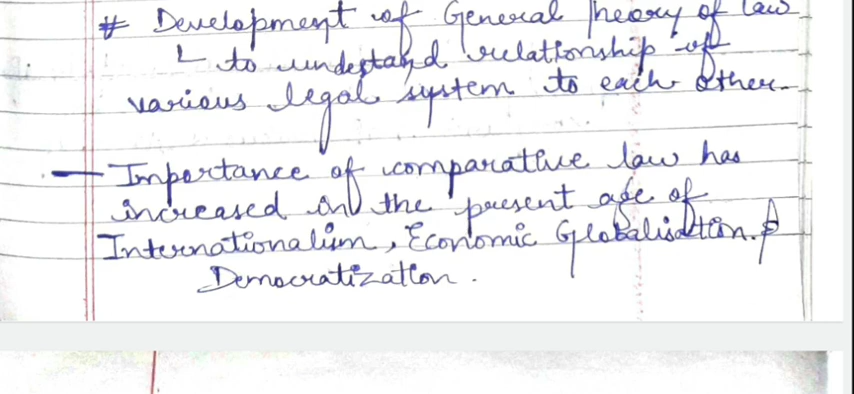 # Development of General Theory of Law
└ to undestand relationship of
various legal system to each other.
— Importance of comparative law has
increased in the present age of
Internationalism, Economic Globalisation &
Democratization.